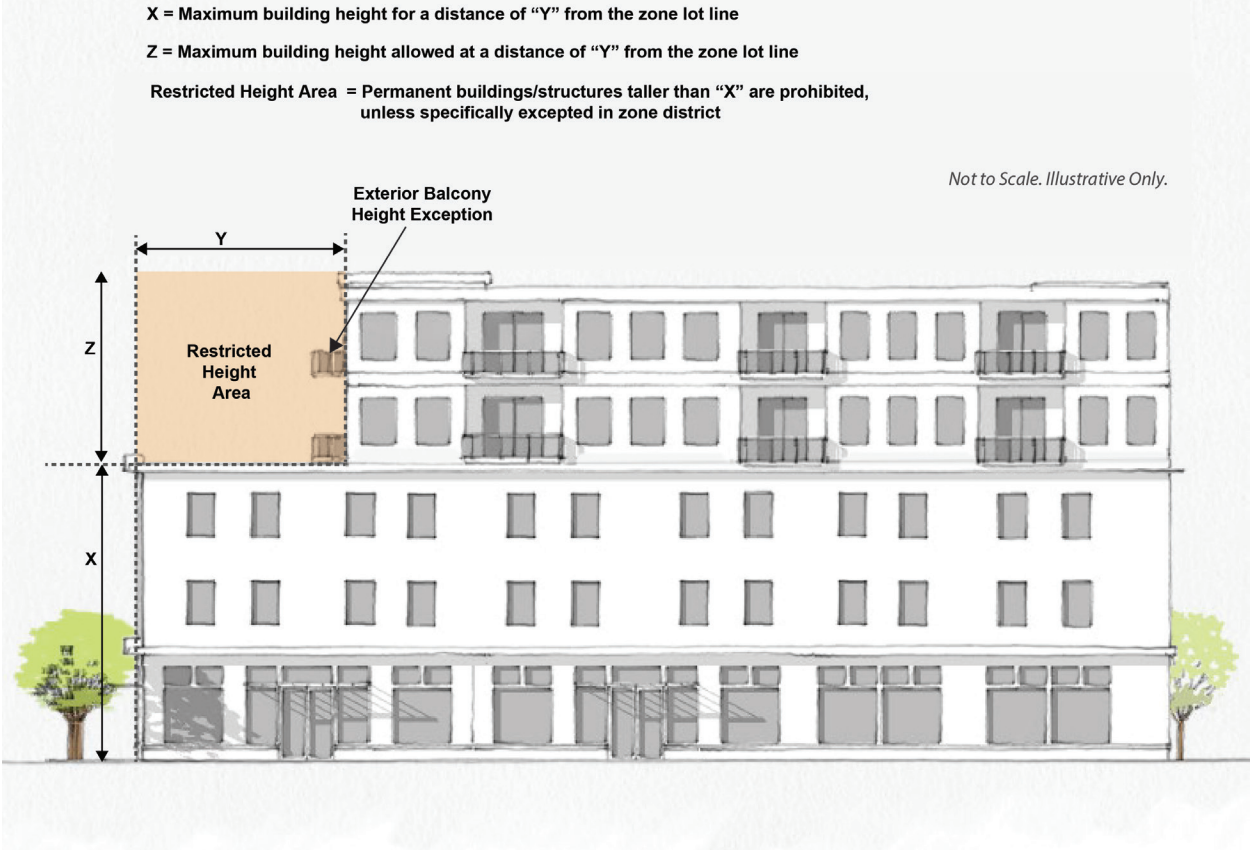 X = Maximum building height for a distance of “Y” from the zone lot line
Z = Maximum building height allowed at a distance of “Y” from the zone lot line
Restricted Height Area = Permanent buildings/structures taller than “X” are prohibited,
unless specifically excepted in zone district
Not to Scale. Illustrative Only.
Exterior Balcony
Height Exception
Y
Z
Restricted
Height
Area
X